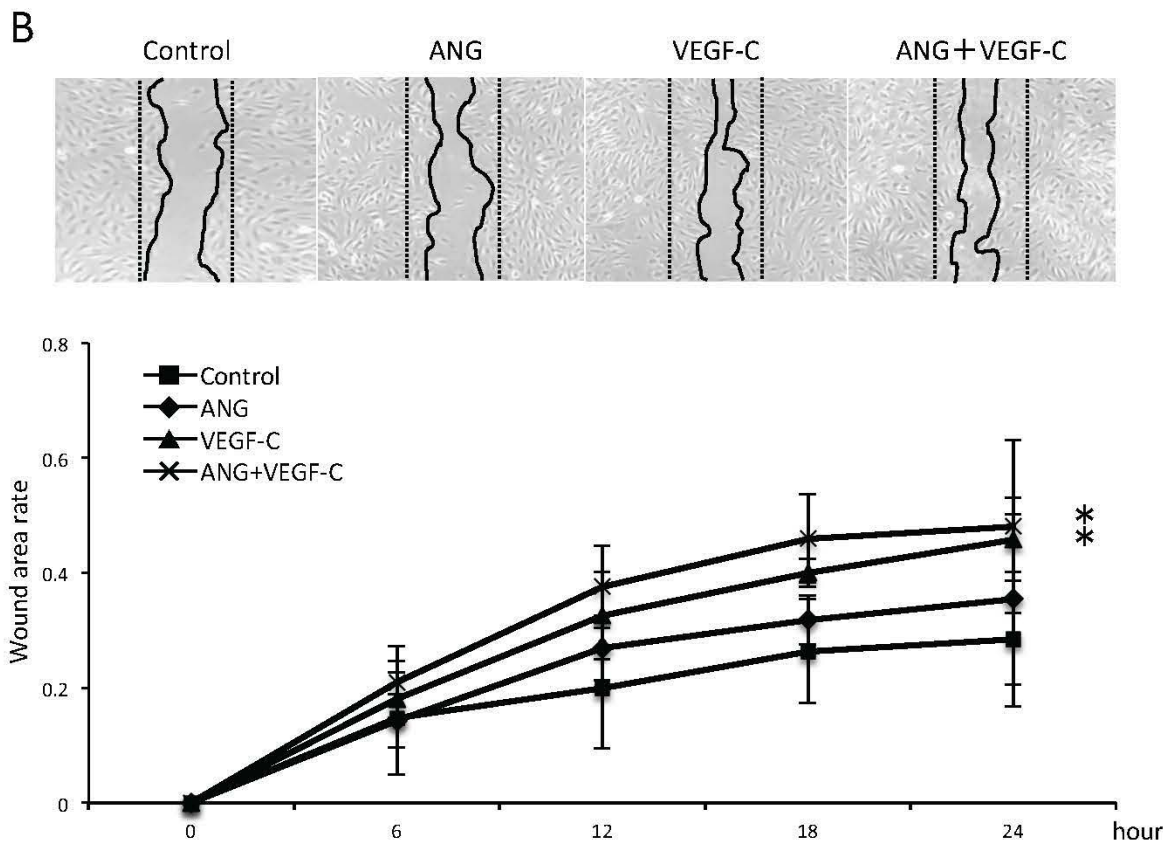 B
Control ANG VEGF-C ANG+VEGF-C
0.8
Control
ANG
VEGF-C
ANG+VEGF-C
0.6
0.4
0.2
0
Wound area rate
*
*
0 6 12 18 24 hour